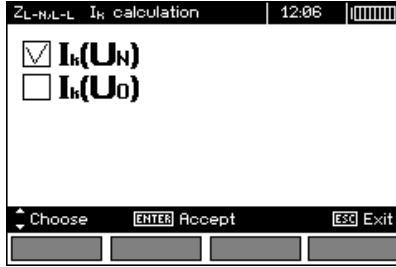 ZL-N,L-L Ik calculation 12:06
Ik(UN)
Ik(U0)
Choose ENTER Accept ESC Exit